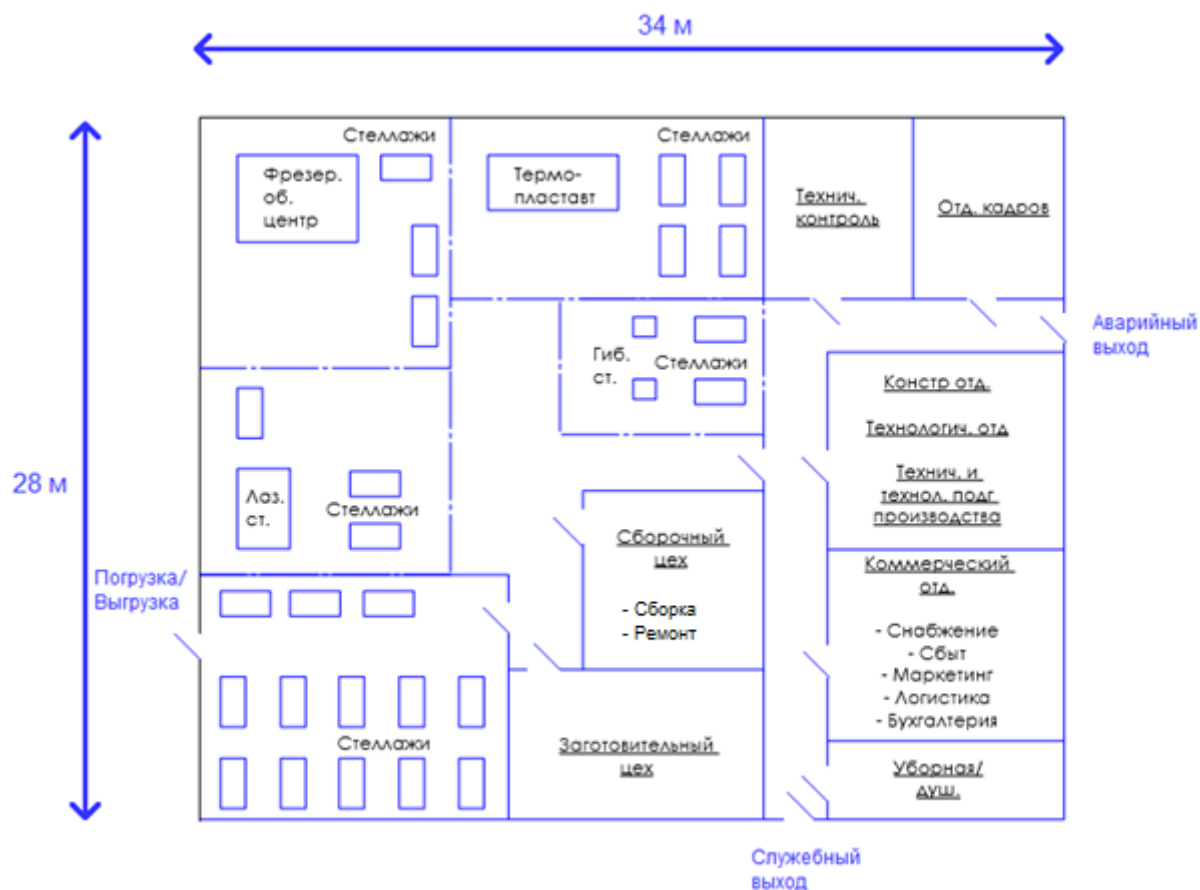 34 м
Стеллажи
Фрезер.
об.
центр
Стеллажи
Термо-
пластавт
Технич.
контроль
Отд. кадров
Аварийный
выход
Гиб.
ст.
Стеллажи
Констр отд.
Технологич. отд
Технич. и
технол. подг
производства
28 м
Лаз.
ст.
Стеллажи
Сборочный
цех
- Сборка
- Ремонт
Погрузка/
Выгрузка
Коммерческий
отд.
- Снабжение
- Сбыт
- Маркетинг
- Логистика
- Бухгалтерия
Стеллажи
Заготовительный
цех
Уборная/
душ.
Служебный
выход